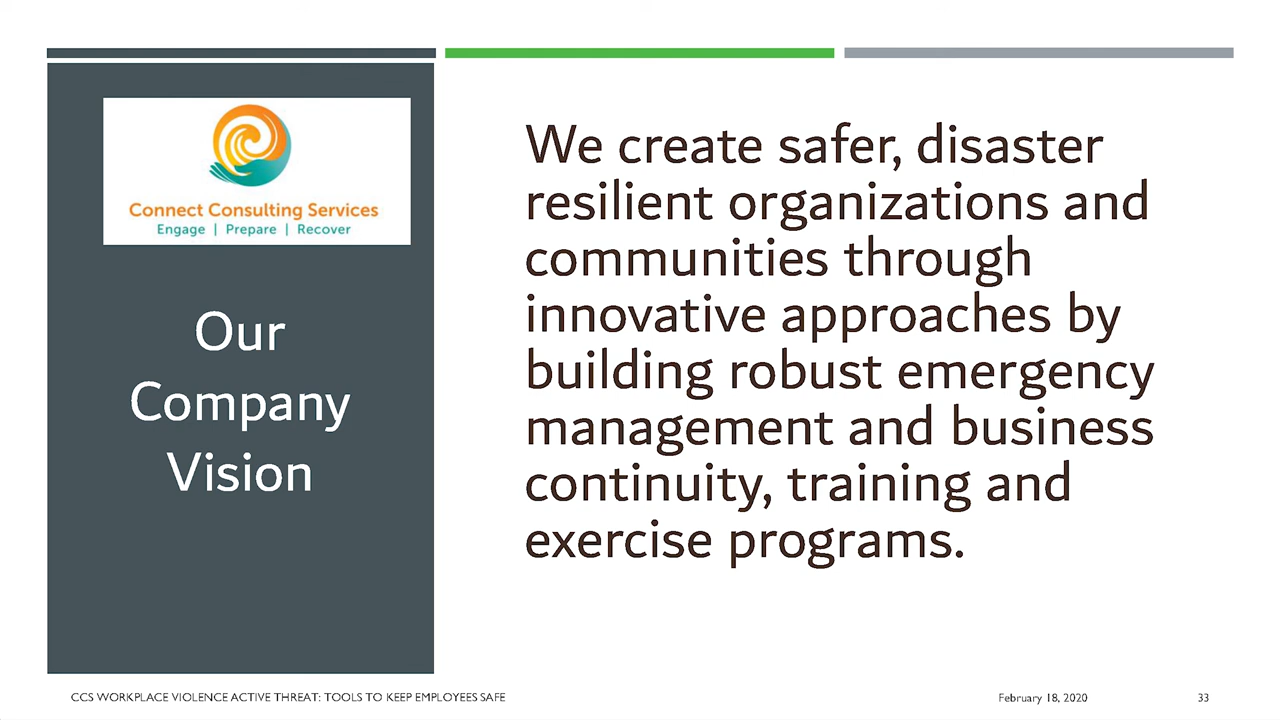 Connect Consulting Services
Engage | Prepare | Recover
Our
Company
Vision
We create safer, disaster
resilient organizations and
communities through
innovative approaches by
building robust emergency
management and business
continuity, training and
exercise programs.
CCS WORKPLACE VIOLENCE ACTIVE THREAT: TOOLS TO KEEP EMPLOYEES SAFE
February 18, 2020
33